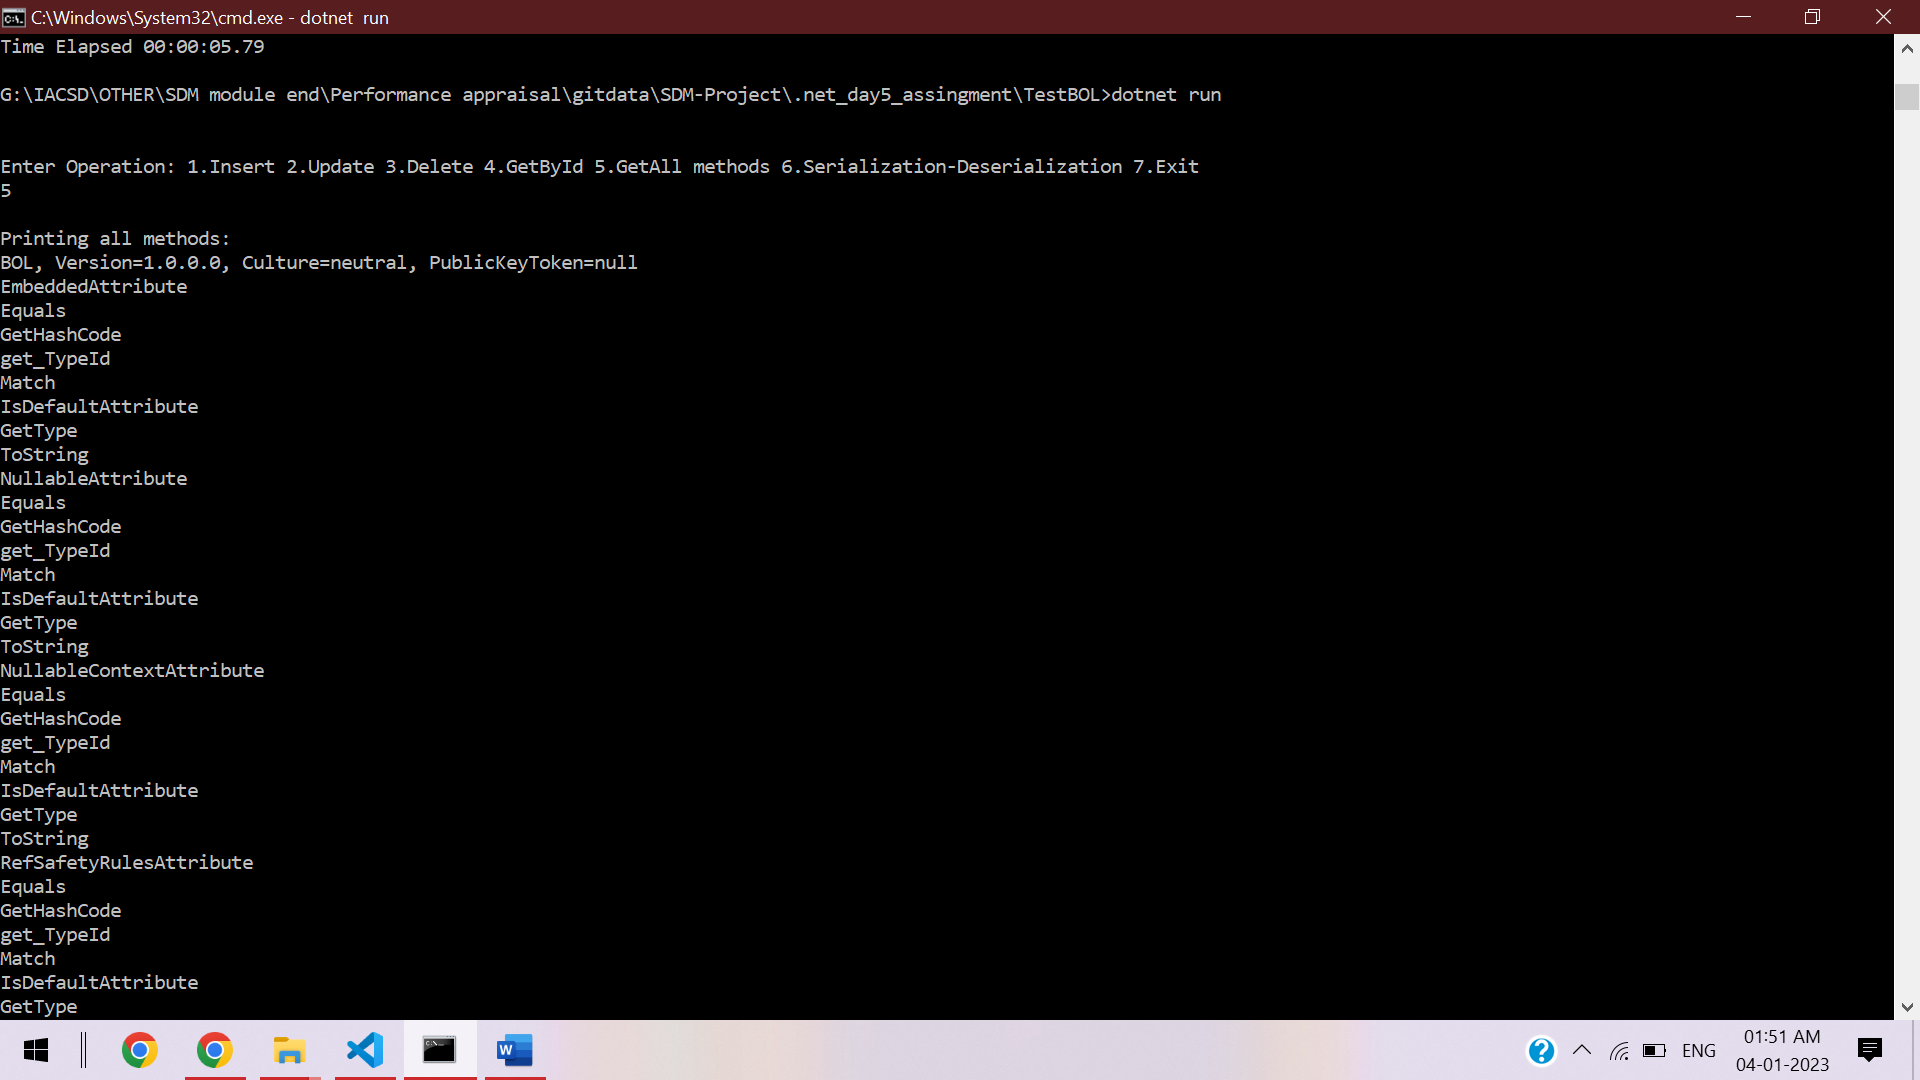 C:\Windows\System32\cmd.exe - dotnet  run
Time Elapsed 00:00:05.79
G:\IACSD\OTHER\SDM module end\Performance appraisal\gitdata\SDM-Project\.net_day5_assingment\TestBOL>dotnet run
Enter Operation: 1.Insert 2.Update 3.Delete 4.GetById 5.GetAll methods 6.Serialization-Deserialization 7.Exit
5
Printing all methods:
BOL, Version=1.0.0.0, Culture=neutral, PublicKeyToken=null
EmbeddedAttribute
Equals
GetHashCode
get_TypeId
Match
IsDefaultAttribute
GetType
ToString
NullableAttribute
Equals
GetHashCode
get_TypeId
Match
IsDefaultAttribute
GetType
ToString
NullableContextAttribute
Equals
GetHashCode
get_TypeId
Match
IsDefaultAttribute
GetType
ToString
RefSafetyRulesAttribute
Equals
GetHashCode
get_TypeId
Match
IsDefaultAttribute
GetType
ENG
01:51 AM
04-01-2023